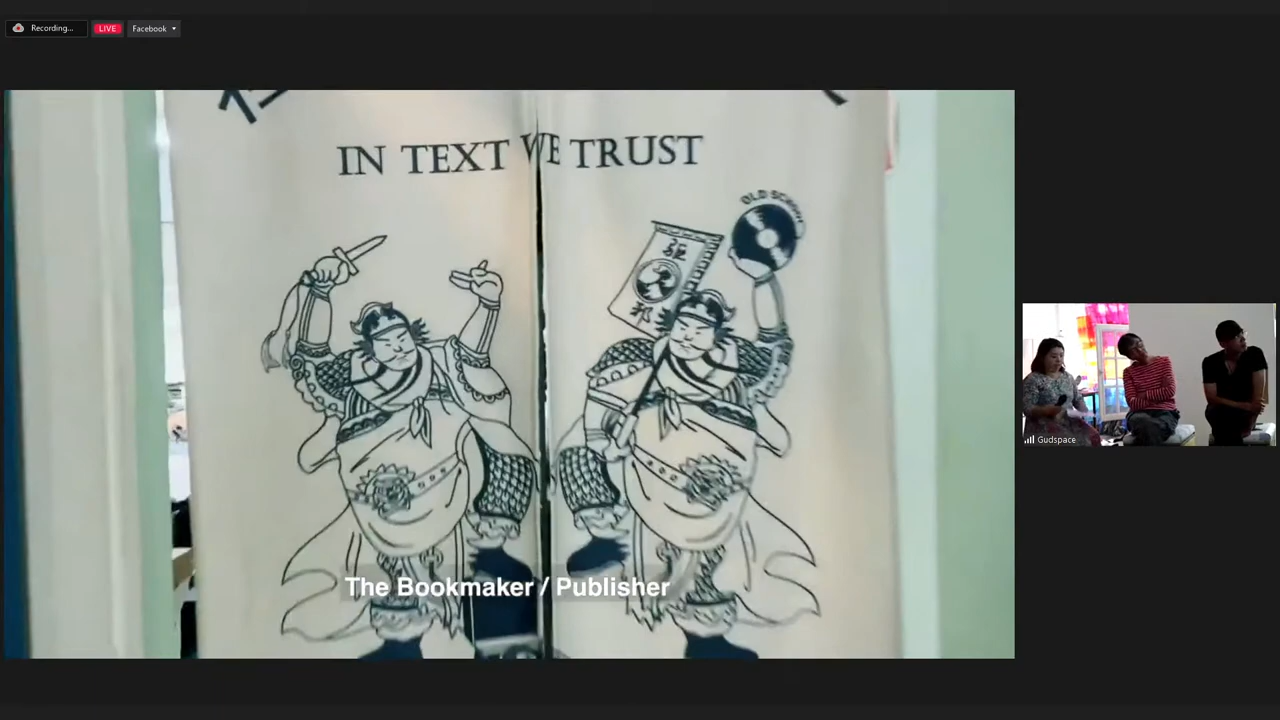 Recording...
LIVE
Facebook
IN TEXT WE TRUST
OLD SCHOOL
The Bookmaker / Publisher
Gudspace